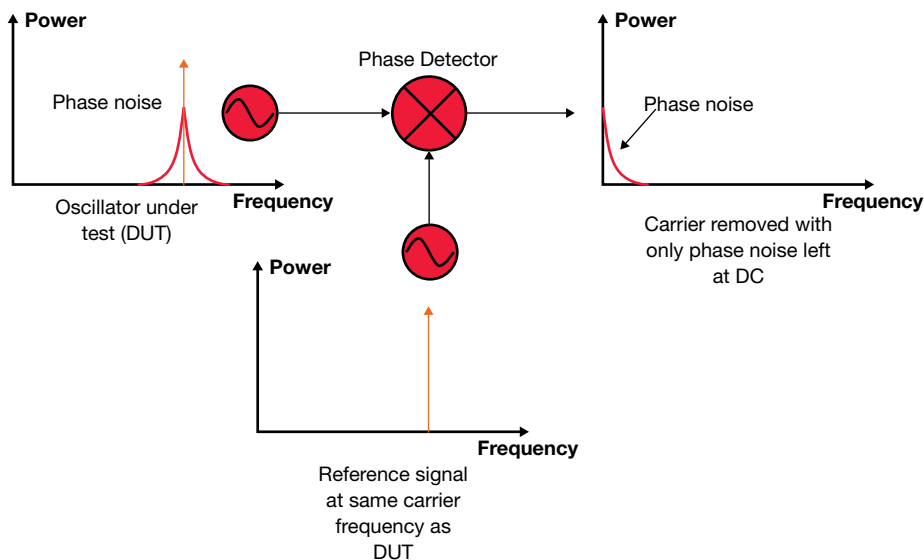 Power
Phase noise
Frequency
Oscillator under
test (DUT)
Phase Detector
Power
Frequency
Reference signal
at same carrier
frequency as
DUT
Power
Phase noise
Frequency
Carrier removed with
only phase noise left
at DC